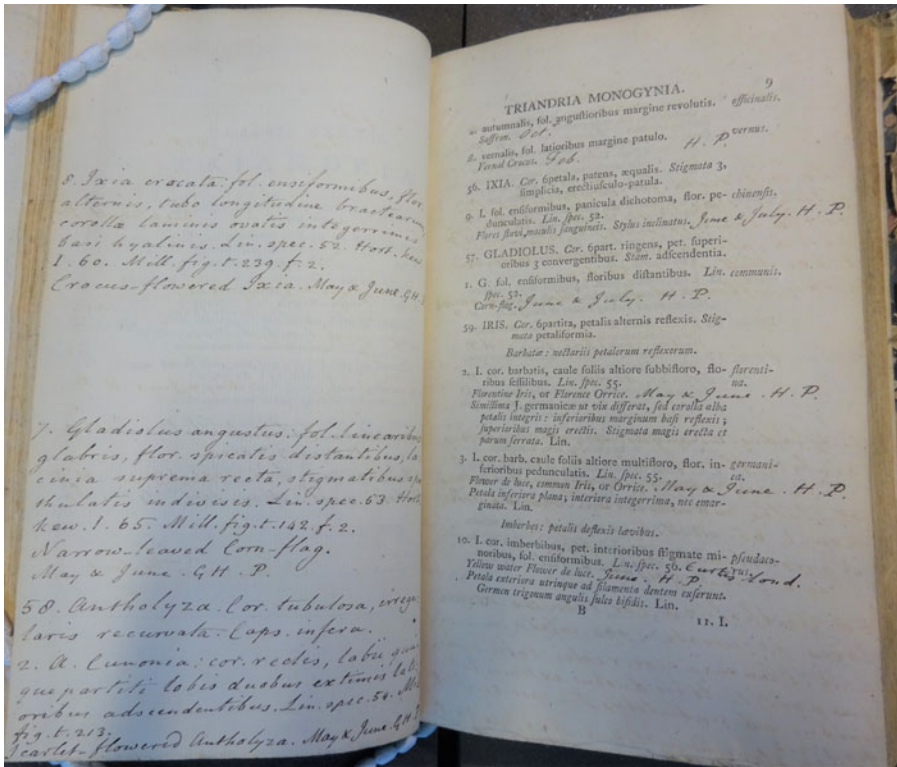 8. Ixia crocata: fol. ensiformibus, flor.
alternis, tubo longitudine bractearum,
corollæ laminis ovatis integerrimis
basi hyalinis. Lin. spec. 52. Hort. kew.
1. 60. Mill. fig. t. 239. f. 2.
Crocus-flowered Ixia. May & June. G.H.
7. Gladiolus angustus: fol. linearibus
glabris, flor. spicatis distantibus, la
cinia suprema recta, stigmatibus
thulatis indivisis. Lin. spec. 53. Hort.
kew. 1. 65. Mill. fig. t. 142. f. 2.
Narrow-leaved Corn-flag.
May & June. G H. P.
58. Antholyza. Cor. tubulosa, irregu
laris recurvata. Caps. infera.
2. A. Cunonia: cor. rectis, labii quin
quepartiti lobis duobus extimis
oribus adscendentibus. Lin. spec. 54.
fig. t. 213.
Scarlet-flowered Antholyza. May & June. G H.
TRIANDRIA MONOGYNIA. 9
autumnalis, fol. angustioribus margine revolutis. officinalis.
Saffron. Oct.
2. vernalis, fol. latioribus margine patulo. vernus.
Vernal Crocus. Feb. H. P.
56. IXIA. Cor. 6petala, patens, æqualis. Stigmata 3,
simplicia, erectiusculo-patula.
9. I. fol. ensiformibus, panicula dichotoma, flor. pe- chinensis.
dunculatis. Lin. spec. 52.
Flores flavi, maculis sanguineis. Stylus inclinatus. June & July. H. P.
57. GLADIOLUS. Cor. 6part. ringens, pet. superi-
oribus 3 convergentibus. Stam. adscendentia.
1. G. fol. ensiformibus, floribus distantibus. Lin. communis.
spec. 52.
Corn-flag. June & July. H. P.
59. IRIS. Cor. 6partita, petalis alternis reflexis. Stig-
mata petaliformia.
Barbatæ: nectariis petalorum reflexorum.
2. I. cor. barbatis, caule foliis altiore subbifloro, flo- florenti-
ribus sessilibus. Lin. spec. 55. na.
Florentine Iris, or Florence Orrice. May & June. H. P.
Simillima I. germanicæ ut vix differat, sed corolla alba
petalis integris: inferioribus marginum basi reflexis;
superioribus magis erectis. Stigmata magis erecta et
parum serrata. Lin.
3. I. cor. barb. caule foliis altiore multifloro, flor. in- germani-
ferioribus pedunculatis. Lin. spec. 55. ca.
Flower de luce, common Iris, or Orrice. May & June. H. P.
Petala inferiora plana; interiora integerrima, nec emar-
ginata. Lin.
Imberbes: petalis deflexis lævibus.
10. I. cor. imberbibus, pet. interioribus stigmate mi- pseudaco-
noribus, fol. ensiformibus. Lin. spec. 56. Curtis lond. rus.
Yellow water Flower de luce. June. H. P.
Petala exteriora utrinque ad filamenta dentem exserunt.
Germen trigonum angulis sulco bifidis. Lin.
B 11. I.